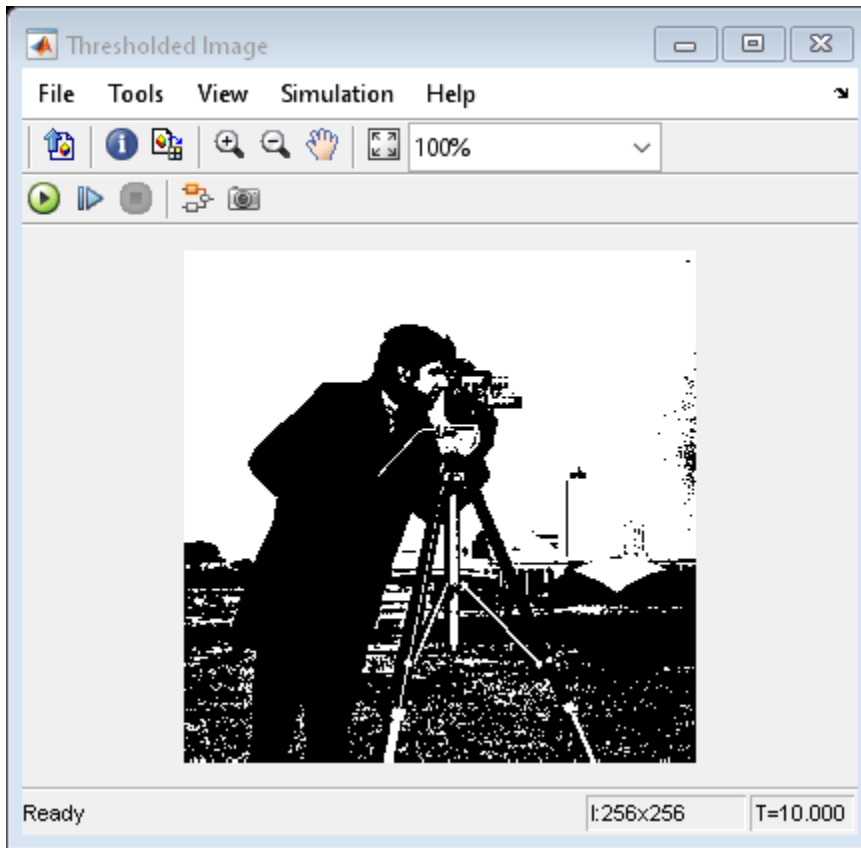 Thresholded Image
File Tools View Simulation Help
100%
Ready I:256x256 T=10.000